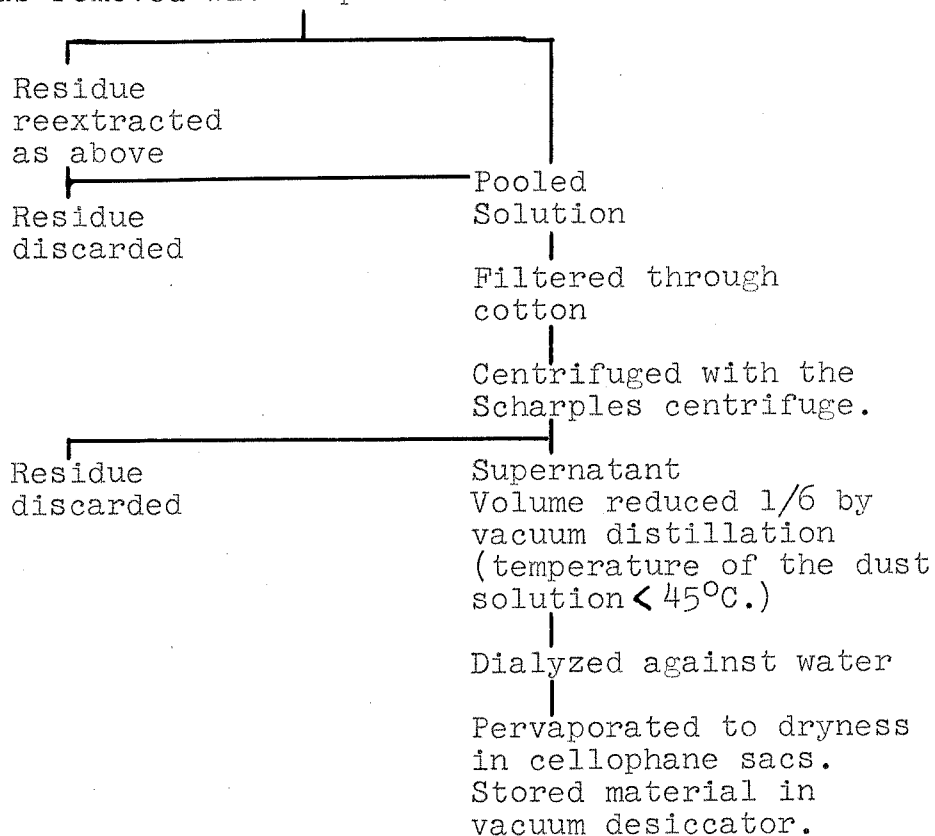 removed
Residue
reextracted
as above
Pooled
Solution
Residue
discarded
Filtered through
cotton
Centrifuged with the
Scharples centrifuge.
Residue
discarded
Supernatant
Volume reduced 1/6 by
vacuum distillation
(temperature of the dust
solution < 45°C.)
Dialyzed against water
Pervaporated to dryness
in cellophane sacs.
Stored material in
vacuum desiccator.